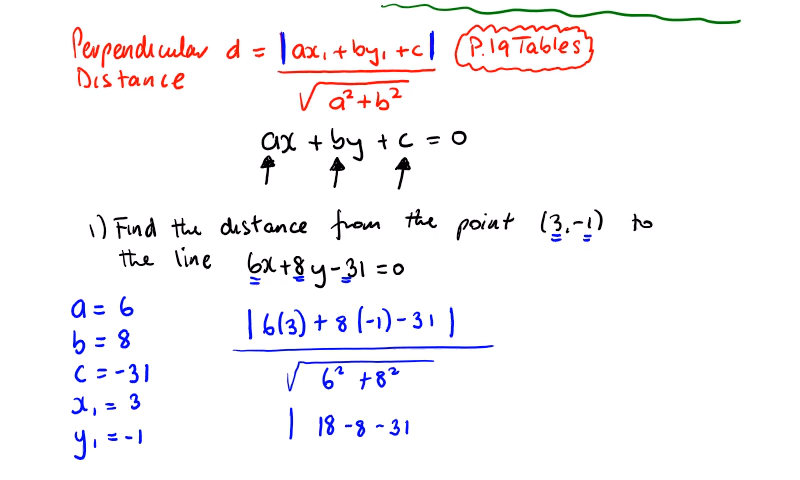 Perpendicular d = |ax₁ + by₁ + c| P.19 Tables
Distance √a² + b²
ax + by + c = 0
1) Find the distance from the point (3,-1) to
the line 6x+8y-31=0
a = 6
b = 8
c = -31
x₁ = 3
y₁ = -1
|6(3) + 8(-1) - 31|
√6² + 8²
| 18 - 8 - 31